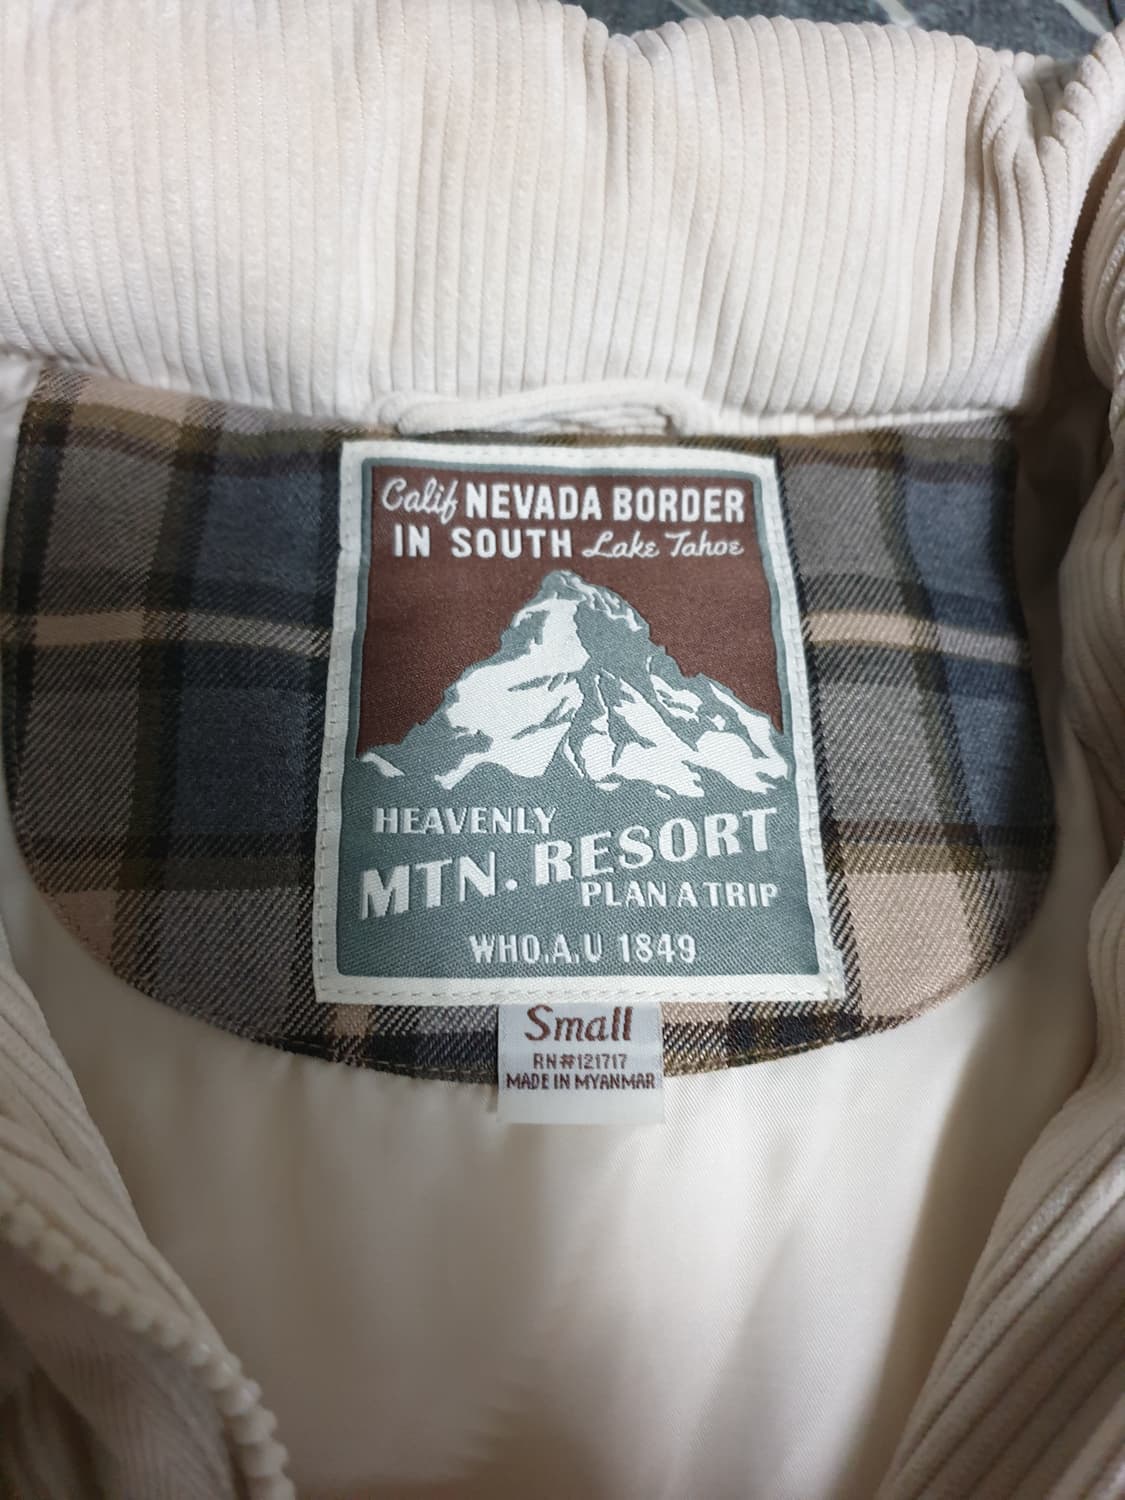 Calif NEVADA BORDER
IN SOUTH Lake Tahoe
HEAVENLY
MTN. RESORT
PLAN A TRIP
WHO.A.U 1849
Small
RN#121717
MADE IN MYANMAR